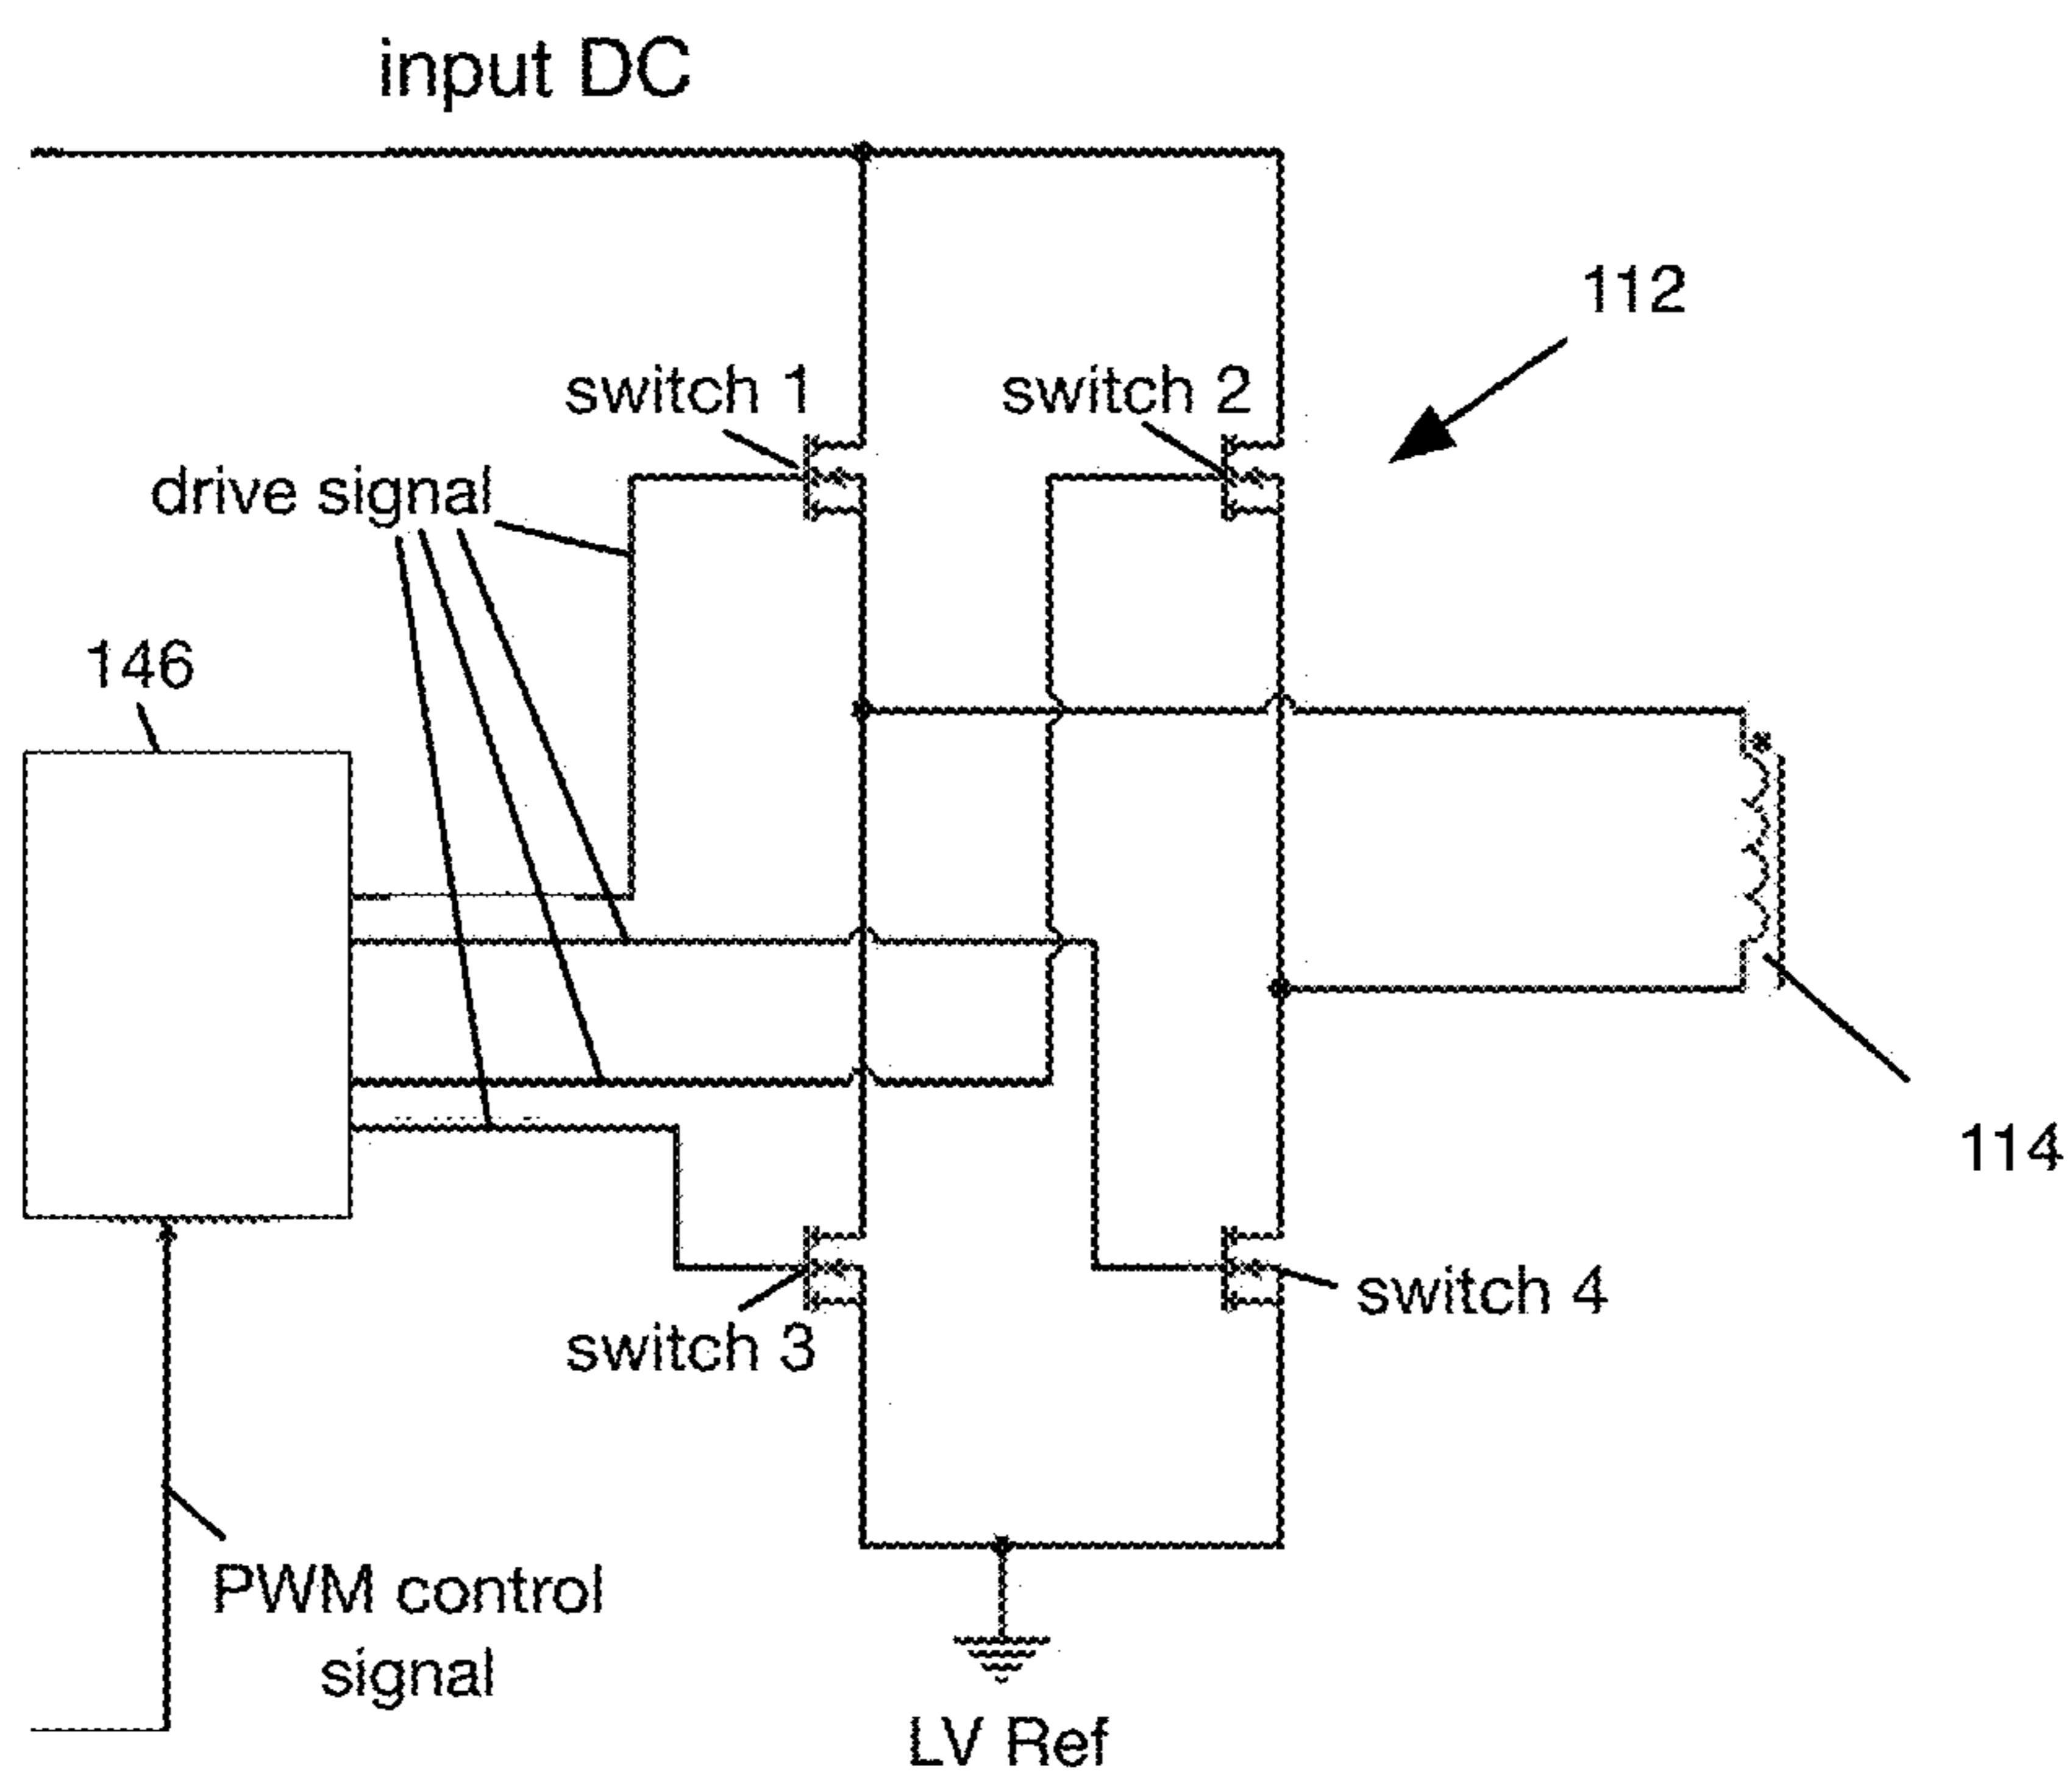 input DC
112
switch 1
switch 2
drive signal
146
114
switch 4
switch 3
PWM control
signal
LV Ref